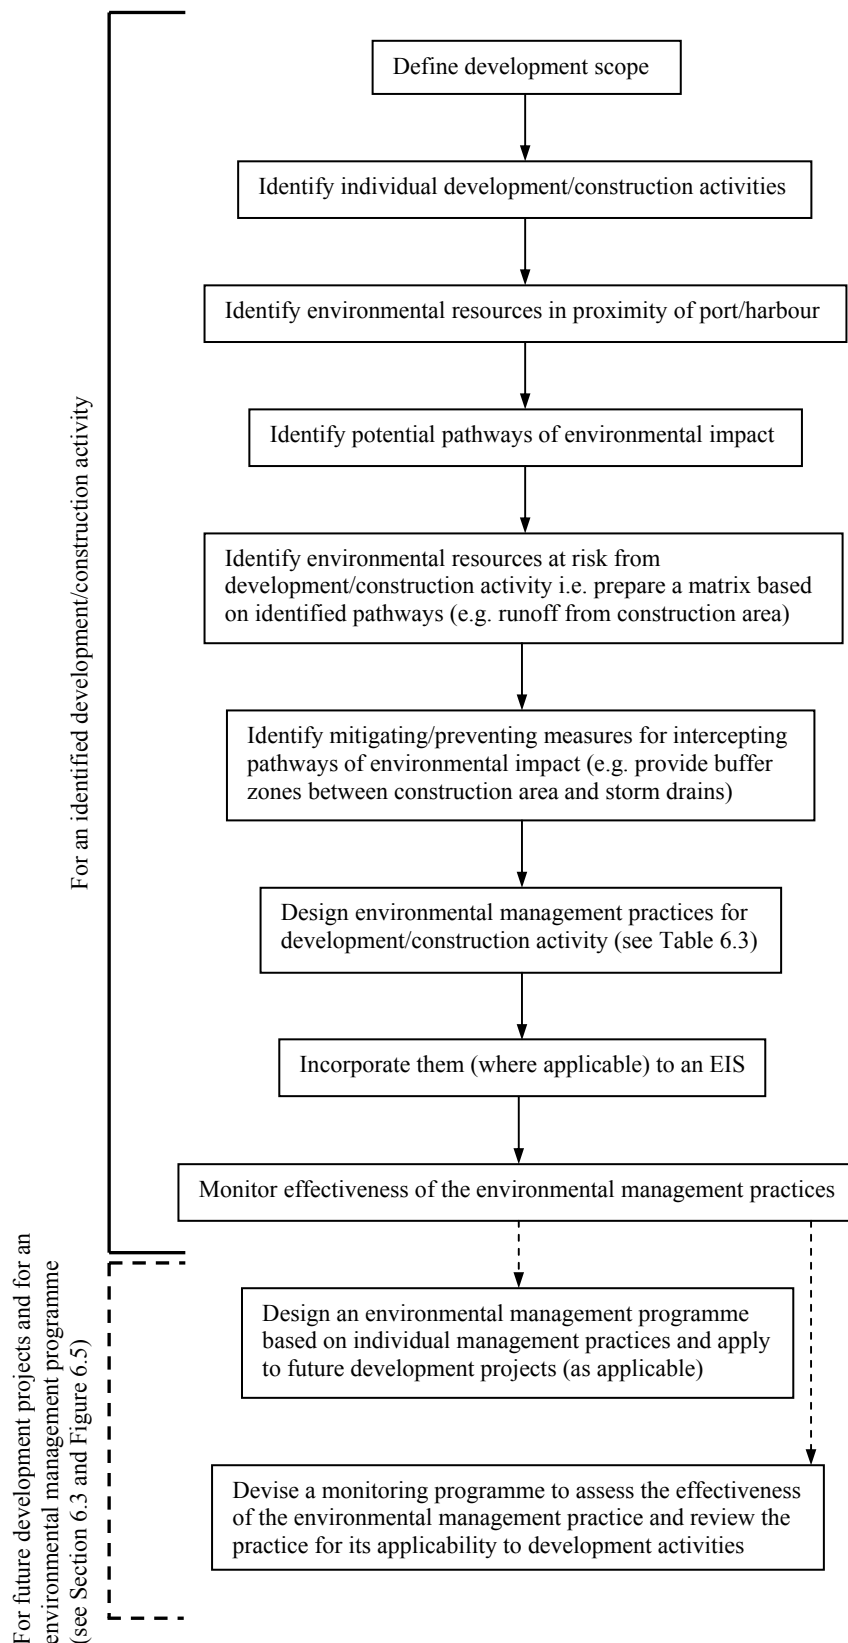 Define development scope
Identify individual development/construction activities
Identify environmental resources in proximity of port/harbour
Identify potential pathways of environmental impact
Identify environmental resources at risk from
development/construction activity i.e. prepare a matrix based
on identified pathways (e.g. runoff from construction area)
Identify mitigating/preventing measures for intercepting
pathways of environmental impact (e.g. provide buffer
zones between construction area and storm drains)
Design environmental management practices for
development/construction activity (see Table 6.3)
Incorporate them (where applicable) to an EIS
Monitor effectiveness of the environmental management practices
For an identified development/construction activity
Design an environmental management programme
based on individual management practices and apply
to future development projects (as applicable)
Devise a monitoring programme to assess the effectiveness
of the environmental management practice and review the
practice for its applicability to development activities
For future development projects and for an
environmental management programme
(see Section 6.3 and Figure 6.5)